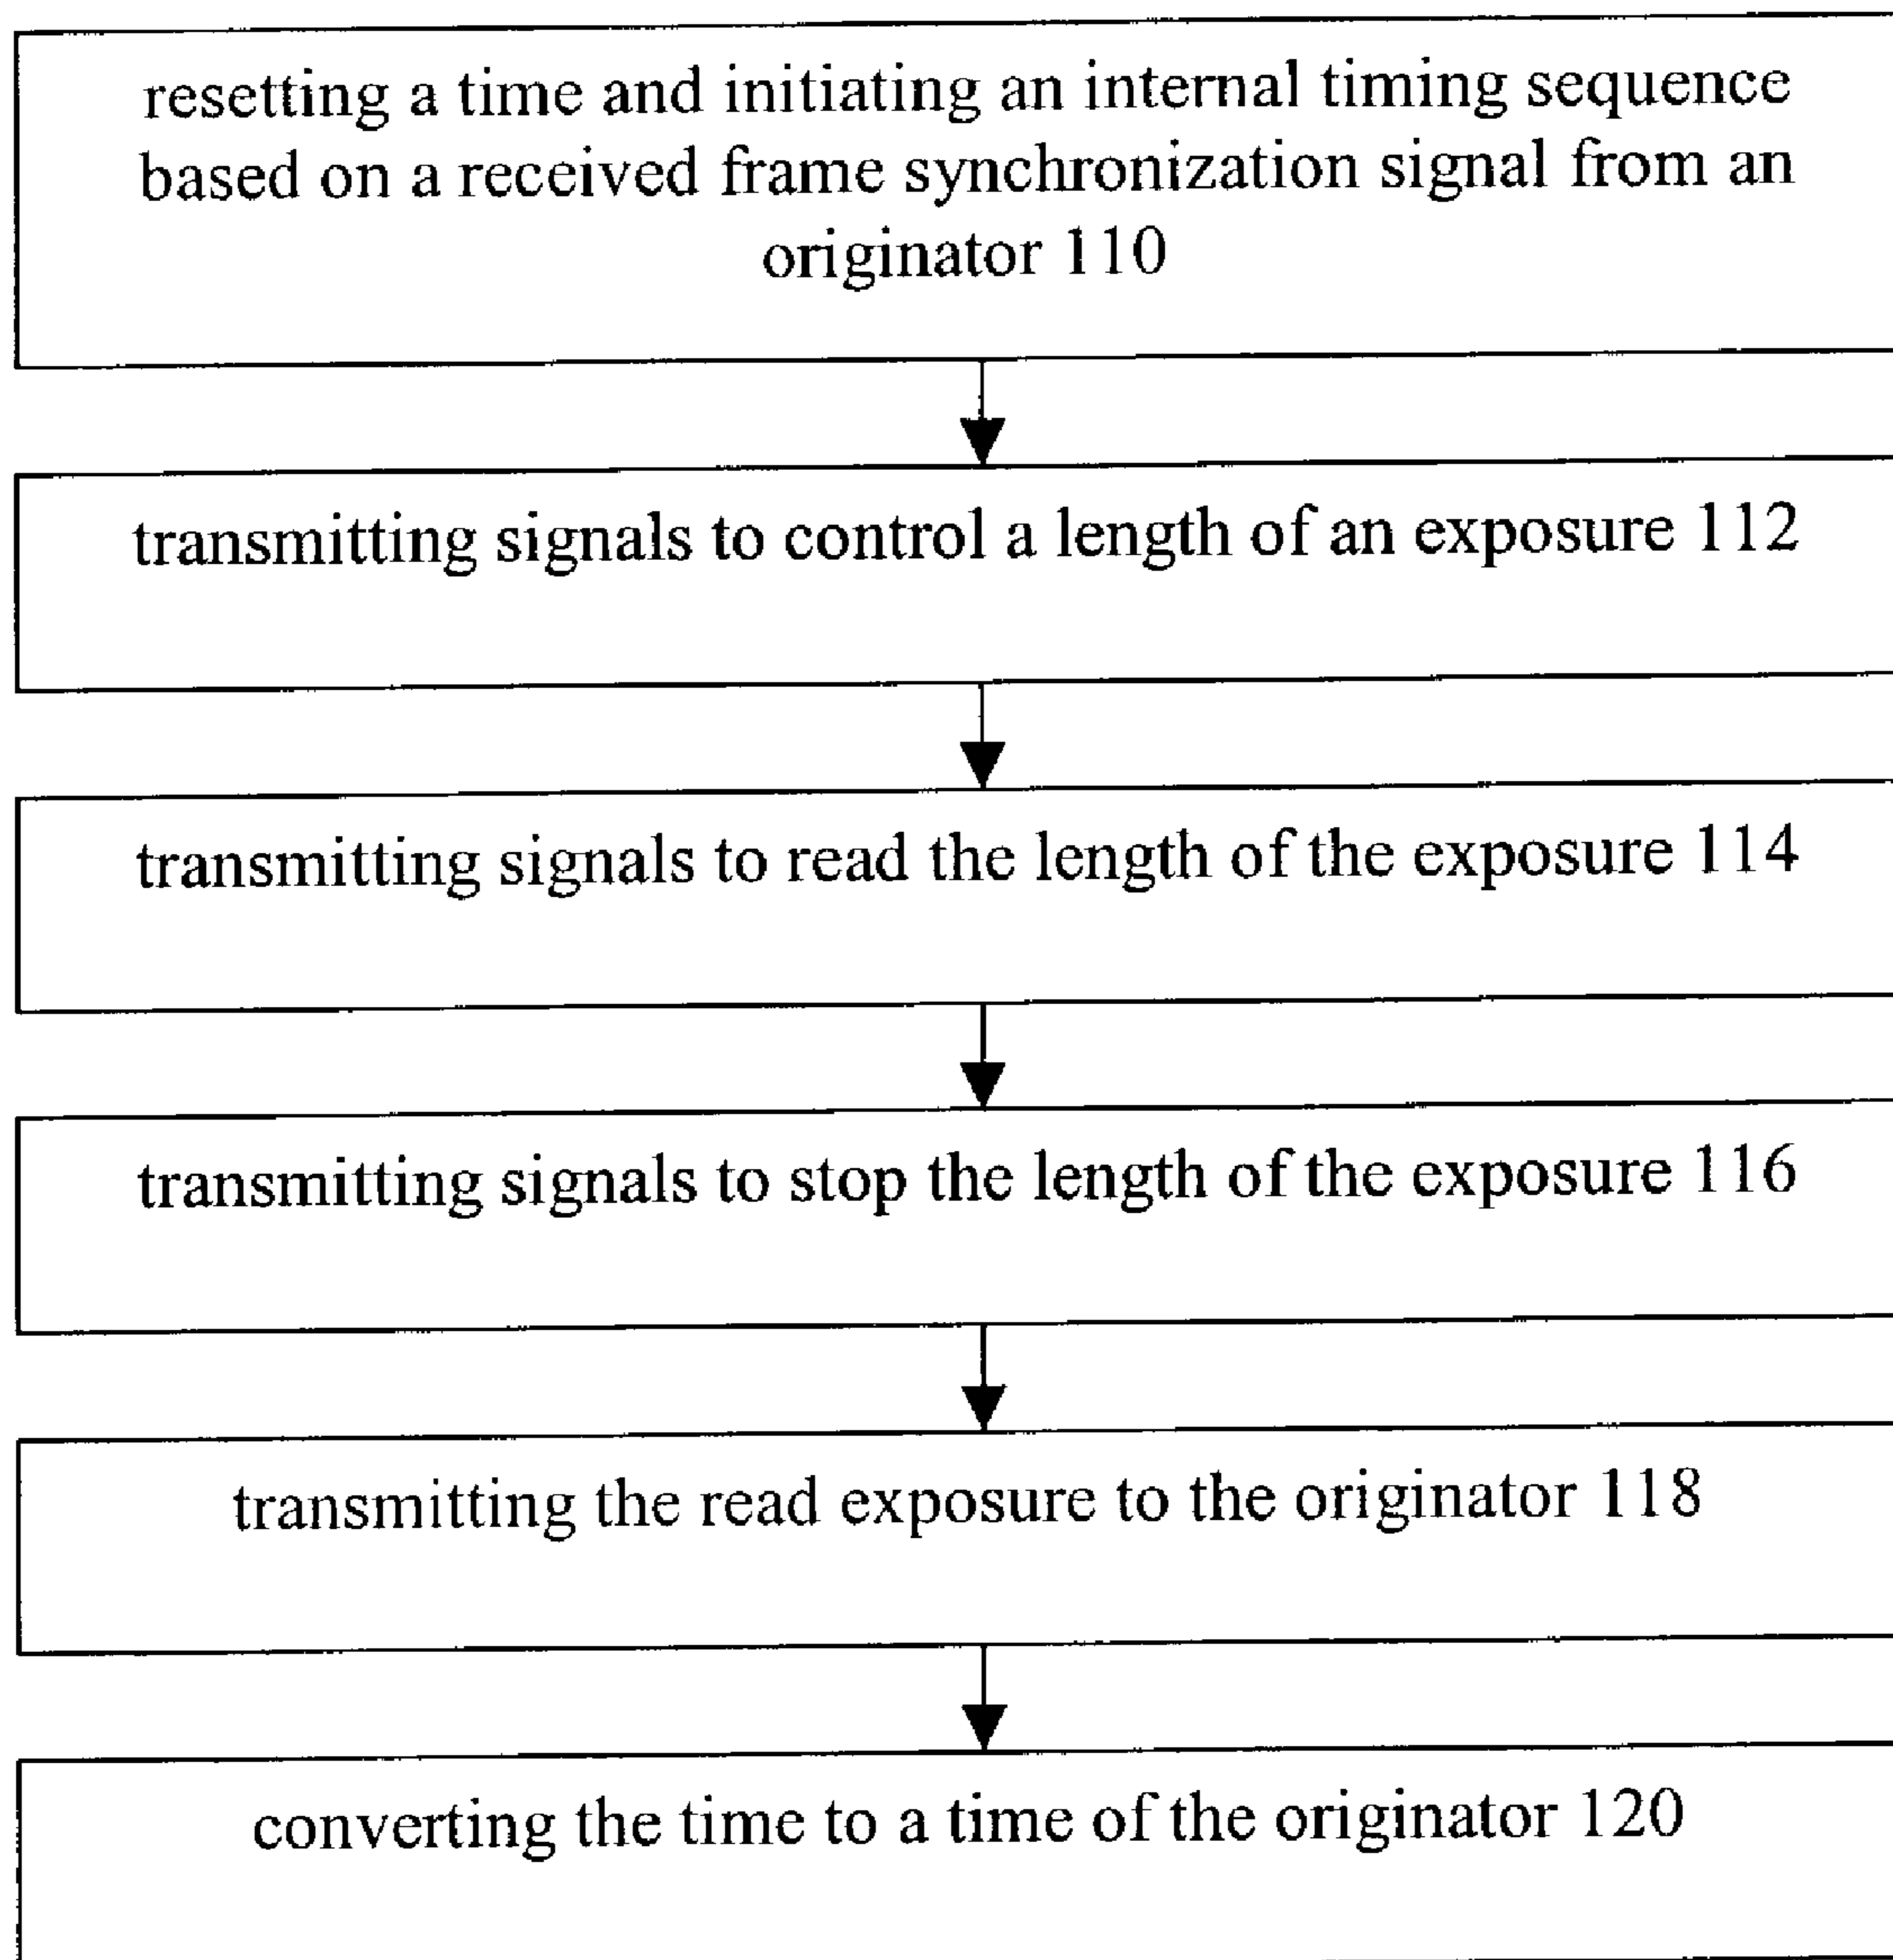 resetting a time and initiating an internal timing sequence
based on a received frame synchronization signal from an
originator 110
transmitting signals to control a length of an exposure 112
transmitting signals to read the length of the exposure 114
transmitting signals to stop the length of the exposure 116
transmitting the read exposure to the originator 118
converting the time to a time of the originator 120